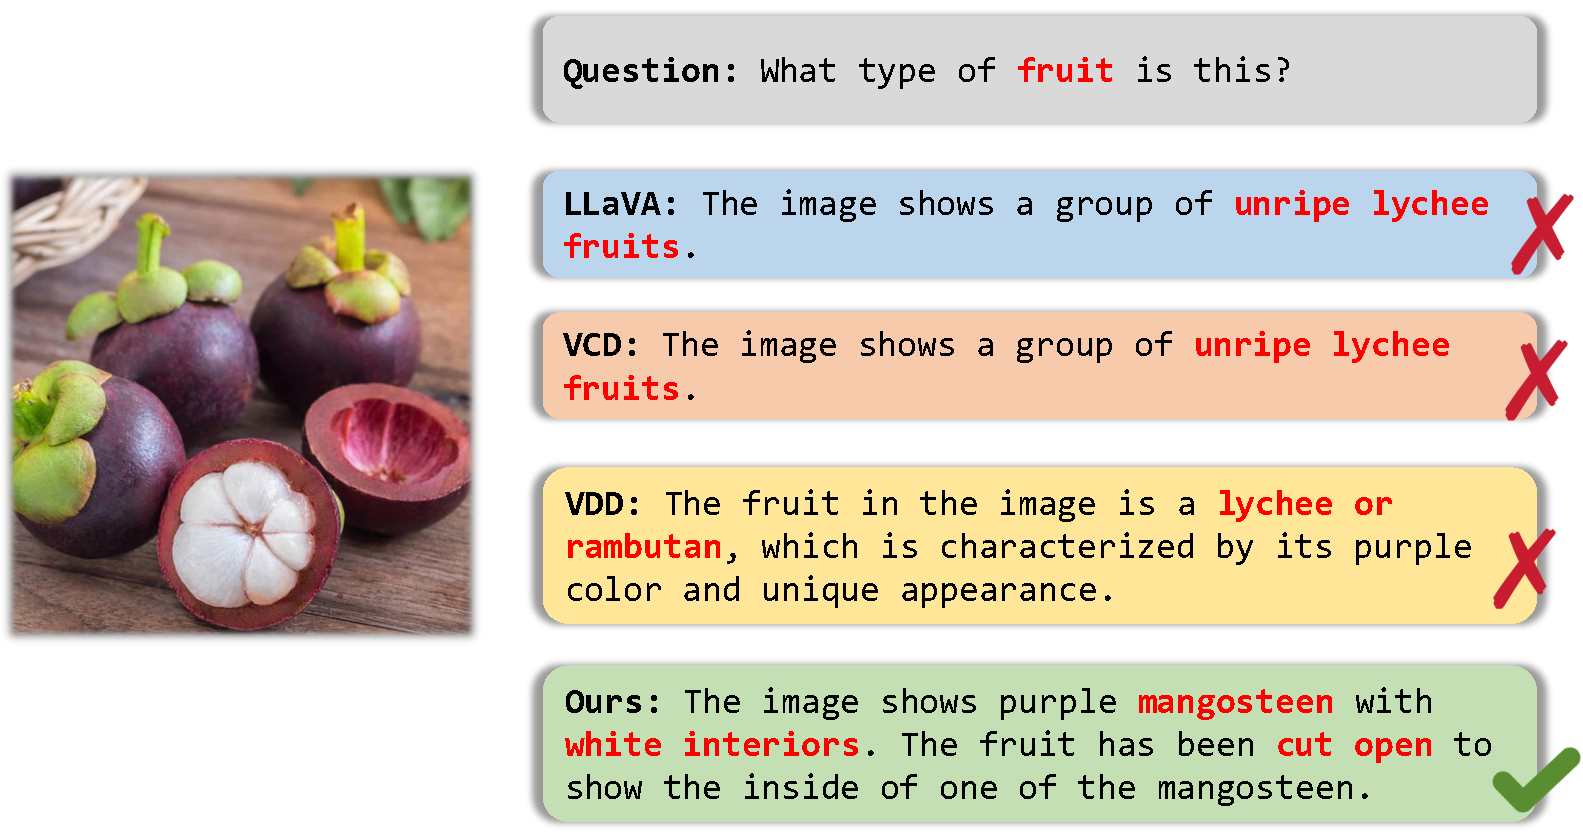 Question: What type of fruit is this?
LLaVA: The image shows a group of unripe lychee
fruits.
VCD: The image shows a group of unripe lychee
fruits.
VDD: The fruit in the image is a lychee or
rambutan, which is characterized by its purple
color and unique appearance.
Ours: The image shows purple mangosteen with
white interiors. The fruit has been cut open to
show the inside of one of the mangosteen.